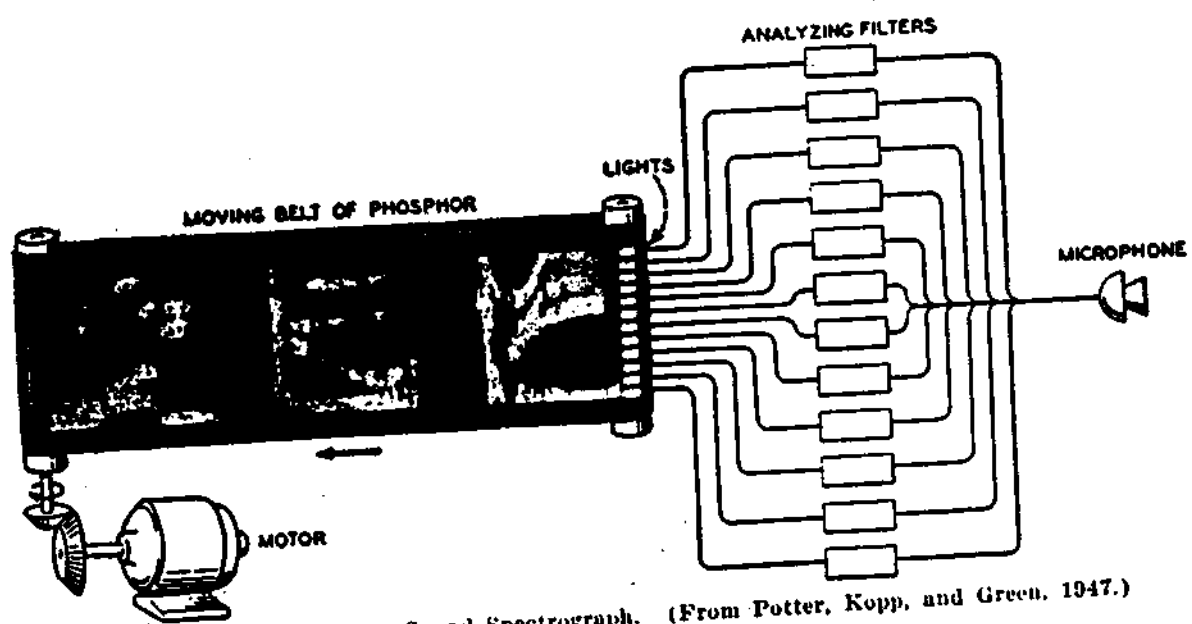 ANALYZING FILTERS
LIGHTS
MOVING BELT OF PHOSPHOR
MICROPHONE
MOTOR
Spectrograph. (From Potter, Kopp, and Green, 1947.)